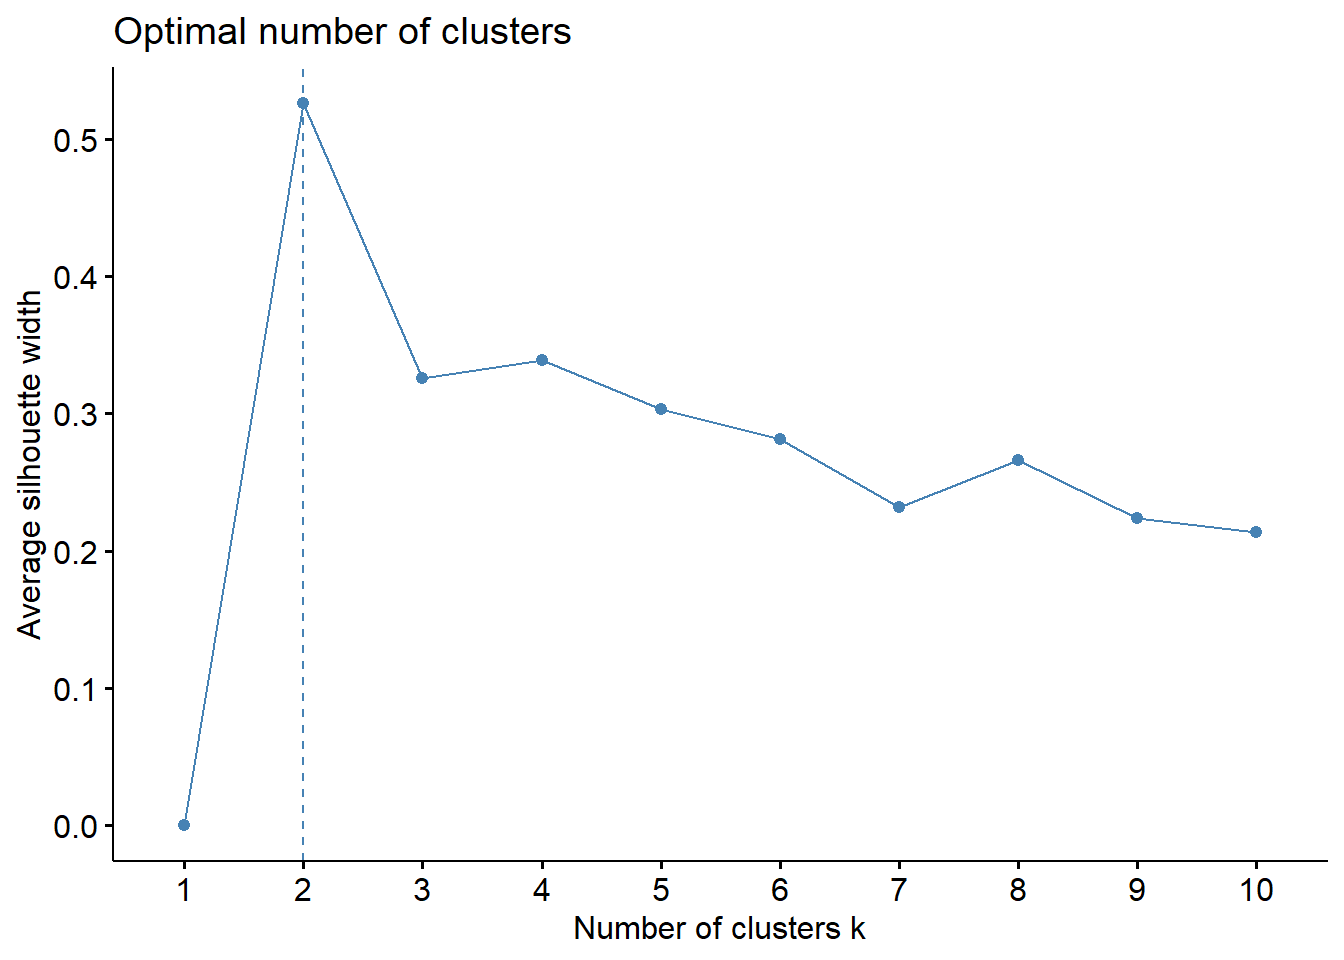 Optimal number of clusters
Average silhouette width
0.5
0.4
0.3
0.2
0.1
0.0
1 2 3 4 5 6 7 8 9 10
Number of clusters k